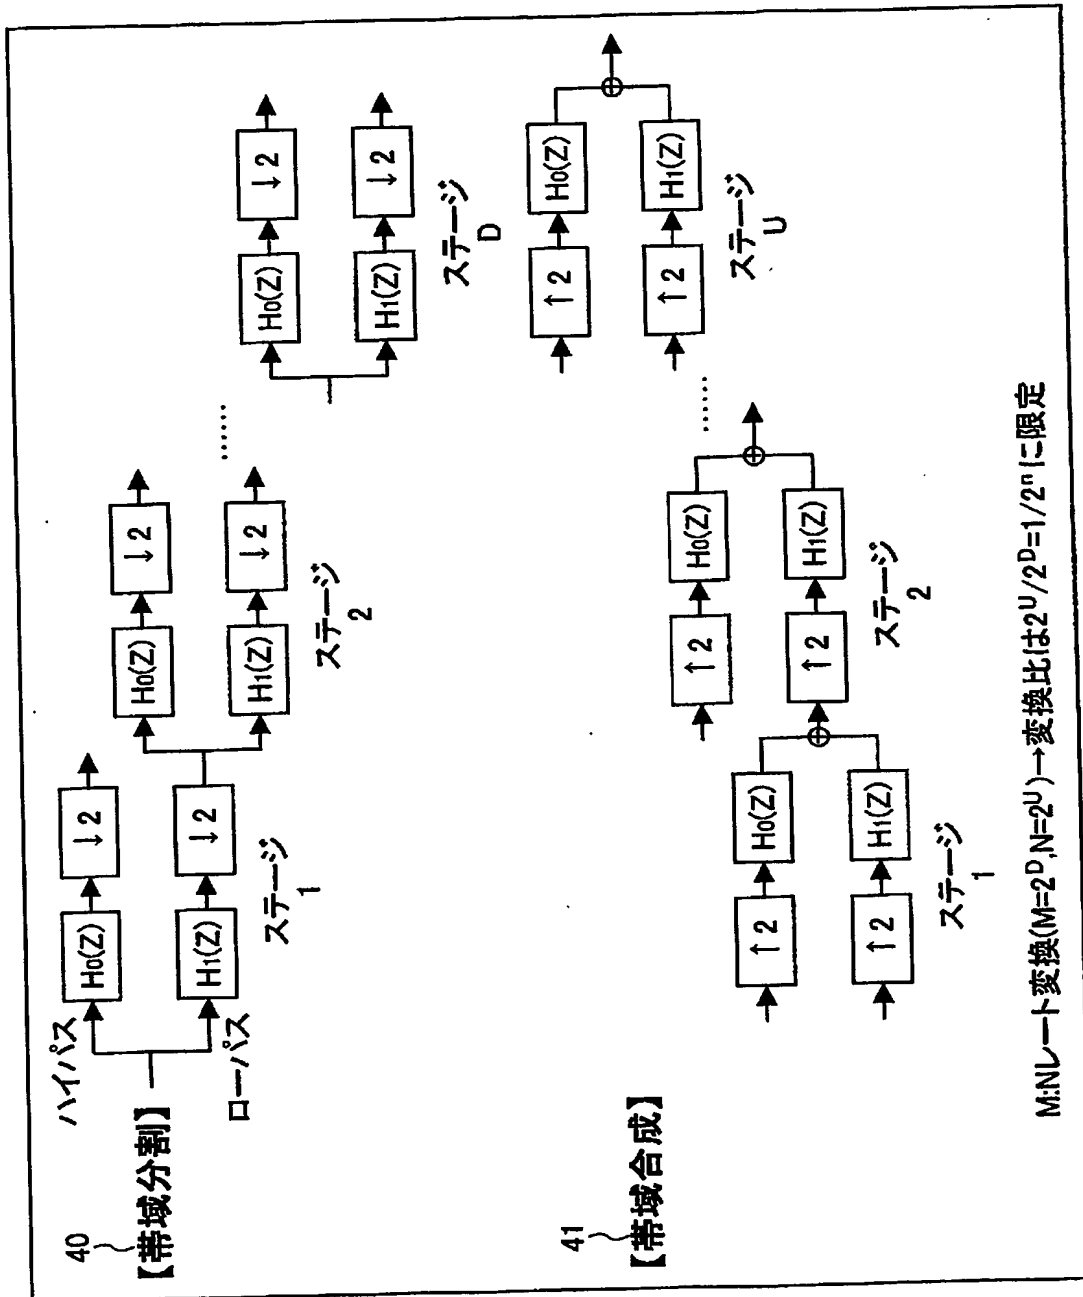 40
【帯域分割】
ハイパス
ローパス
H0(Z)
↓2
H1(Z)
↓2
ステージ
1
H0(Z)
↓2
H1(Z)
↓2
ステージ
2
……
H0(Z)
↓2
H1(Z)
↓2
ステージ
D
41
【帯域合成】
↑2
H0(Z)
↑2
H1(Z)
ステージ
1
↑2
H0(Z)
↑2
H1(Z)
ステージ
2
……
↑2
H0(Z)
↑2
H1(Z)
ステージ
U
M:Nレート変換(M=2^D,N=2^U)→変換比は2^U/2^D=1/2^nに限定